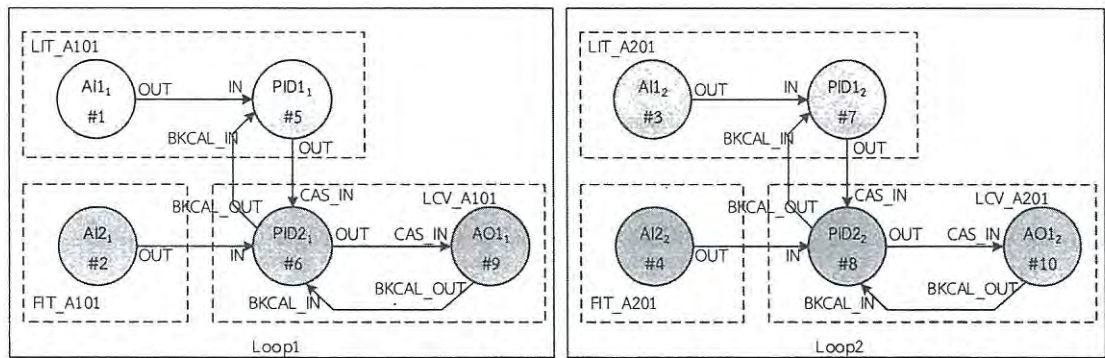 LIT_A101
AI1₁
#1
OUT
IN
PID1₁
#5
BKCAL_IN
OUT
BKCAL_OUT
CAS_IN
LCV_A101
AI2₁
#2
OUT
IN
PID2₁
#6
OUT
CAS_IN
AO1₁
#9
BKCAL_OUT
BKCAL_IN
FIT_A101
Loop1
LIT_A201
AI1₂
#3
OUT
IN
PID1₂
#7
BKCAL_IN
OUT
BKCAL_OUT
CAS_IN
LCV_A201
AI2₂
#4
OUT
IN
PID2₂
#8
OUT
CAS_IN
AO1₂
#10
BKCAL_OUT
BKCAL_IN
FIT_A201
Loop2